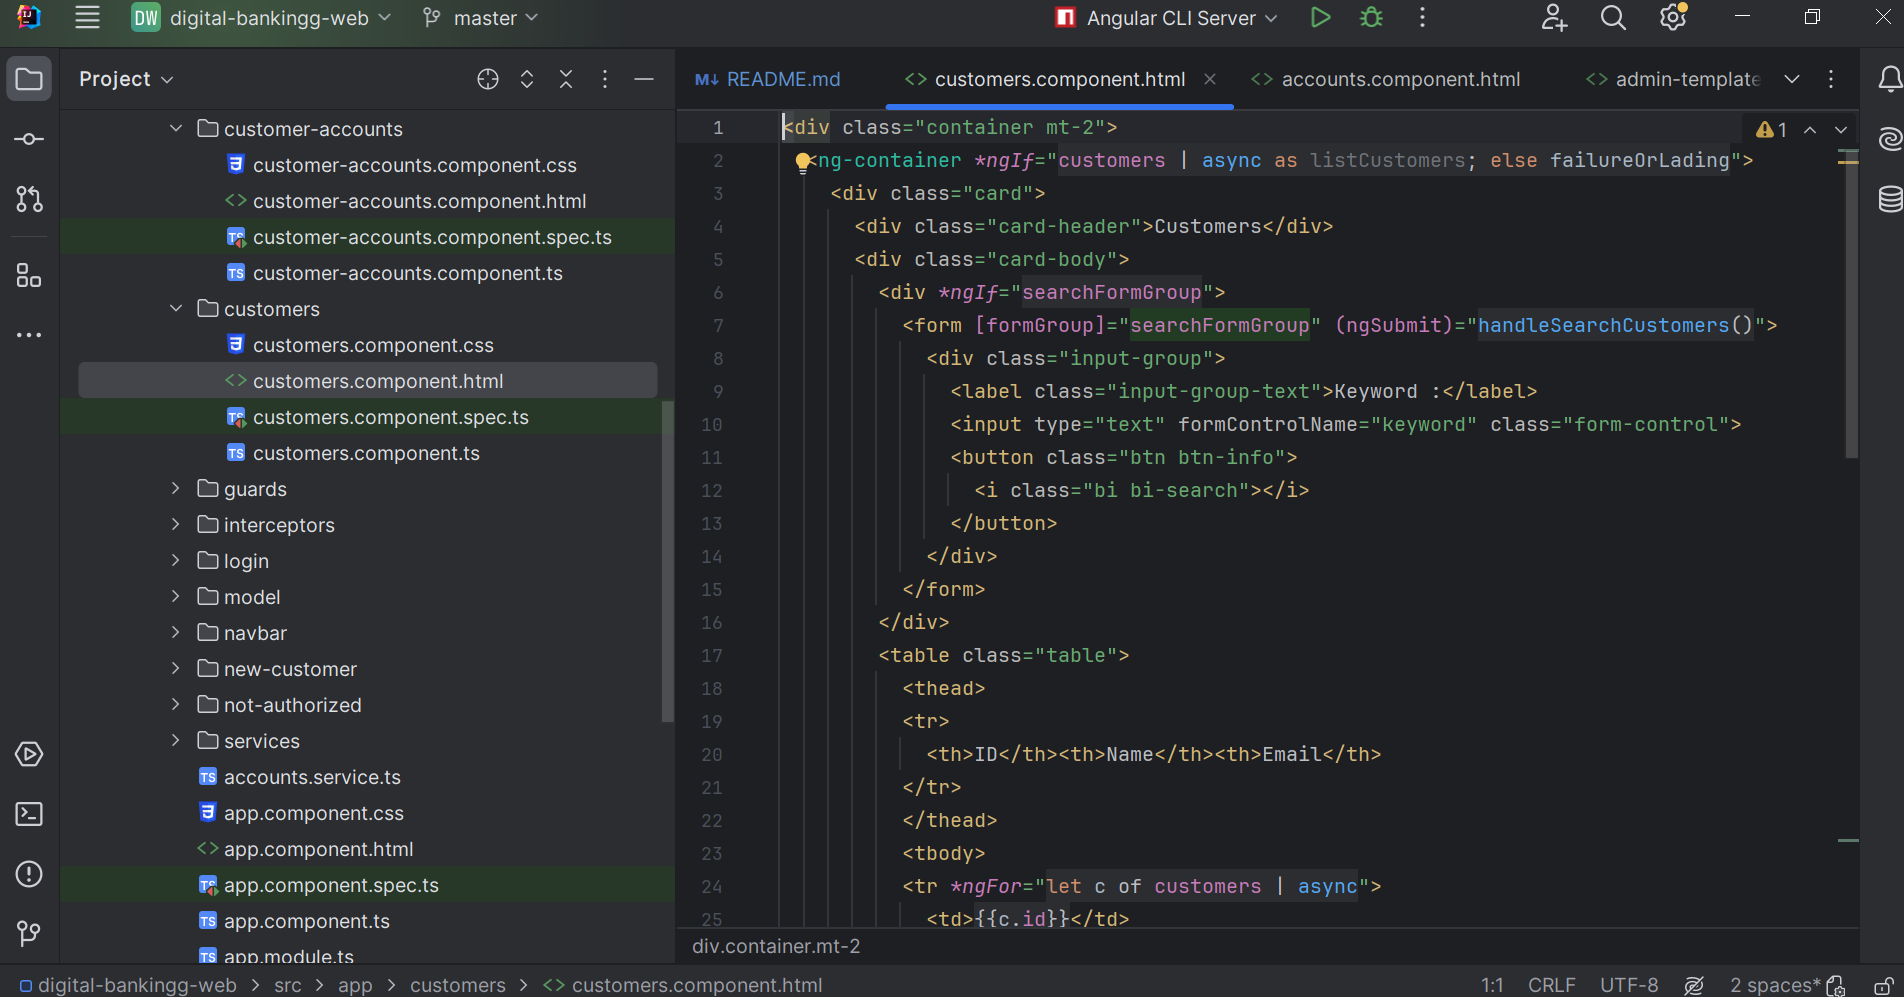 DW digital-bankingg-web master Angular CLI Server
Project
customer-accounts
customer-accounts.component.css
customer-accounts.component.html
customer-accounts.component.spec.ts
customer-accounts.component.ts
customers
customers.component.css
customers.component.html
customers.component.spec.ts
customers.component.ts
guards
interceptors
login
model
navbar
new-customer
not-authorized
services
accounts.service.ts
app.component.css
app.component.html
app.component.spec.ts
app.component.ts
app.module.ts
README.md customers.component.html accounts.component.html admin-template
1 <div class="container mt-2">
1
2 <ng-container *ngIf="customers | async as listCustomers; else failureOrLading">
3 <div class="card">
4 <div class="card-header">Customers</div>
5 <div class="card-body">
6 <div *ngIf="searchFormGroup">
7 <form [formGroup]="searchFormGroup" (ngSubmit)="handleSearchCustomers()">
8 <div class="input-group">
9 <label class="input-group-text">Keyword :</label>
10 <input type="text" formControlName="keyword" class="form-control">
11 <button class="btn btn-info">
12 <i class="bi bi-search"></i>
13 </button>
14 </div>
15 </form>
16 </div>
17 <table class="table">
18 <thead>
19 <tr>
20 <th>ID</th><th>Name</th><th>Email</th>
21 </tr>
22 </thead>
23 <tbody>
24 <tr *ngFor="let c of customers | async">
25 <td>{{c.id}}</td>
div.container.mt-2
digital-bankingg-web > src > app > customers > customers.component.html
1:1 CRLF UTF-8 2 spaces*